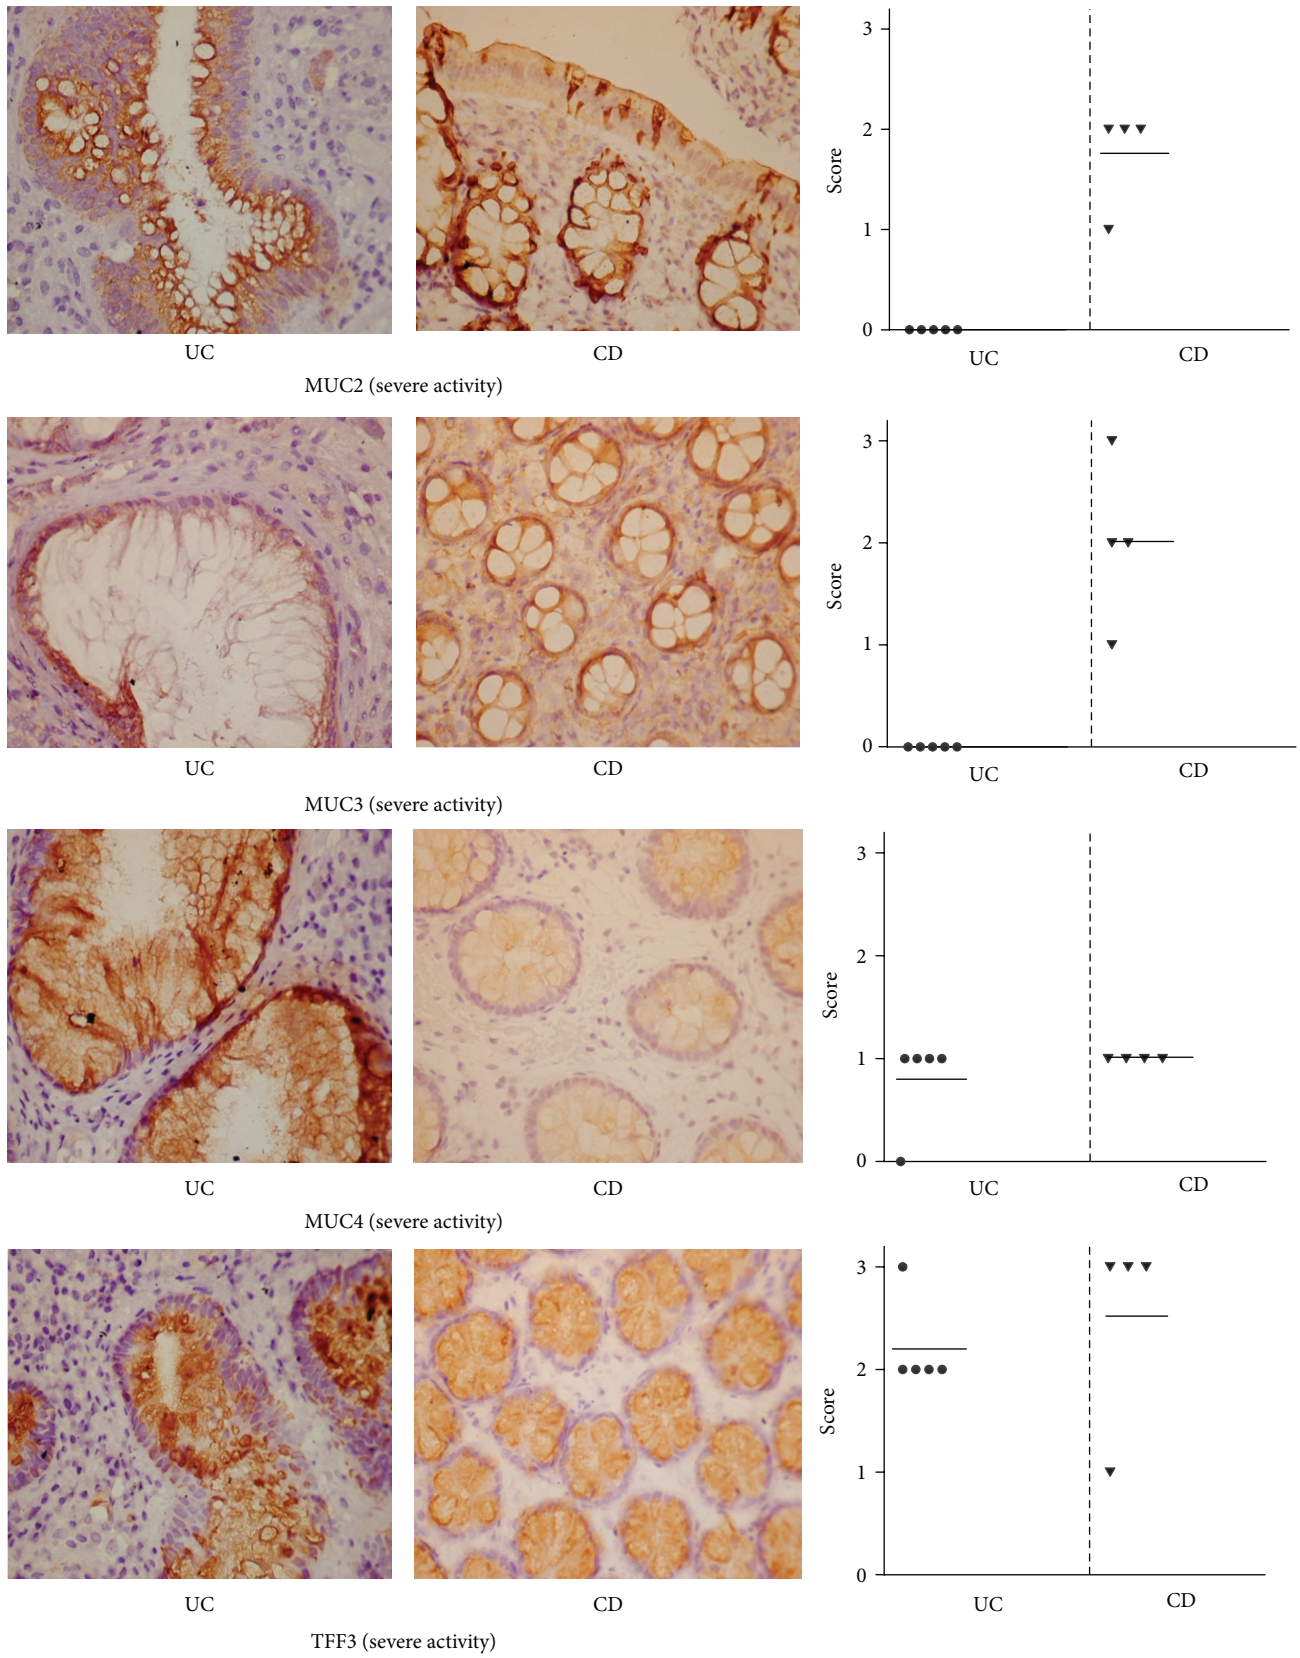 3
2
1
0
Score
UC
CD
UC
CD
MUC2 (severe activity)
3
2
1
0
Score
UC
CD
UC
CD
MUC3 (severe activity)
3
2
1
0
Score
UC
CD
UC
CD
MUC4 (severe activity)
3
2
1
0
Score
UC
CD
UC
CD
TFF3 (severe activity)